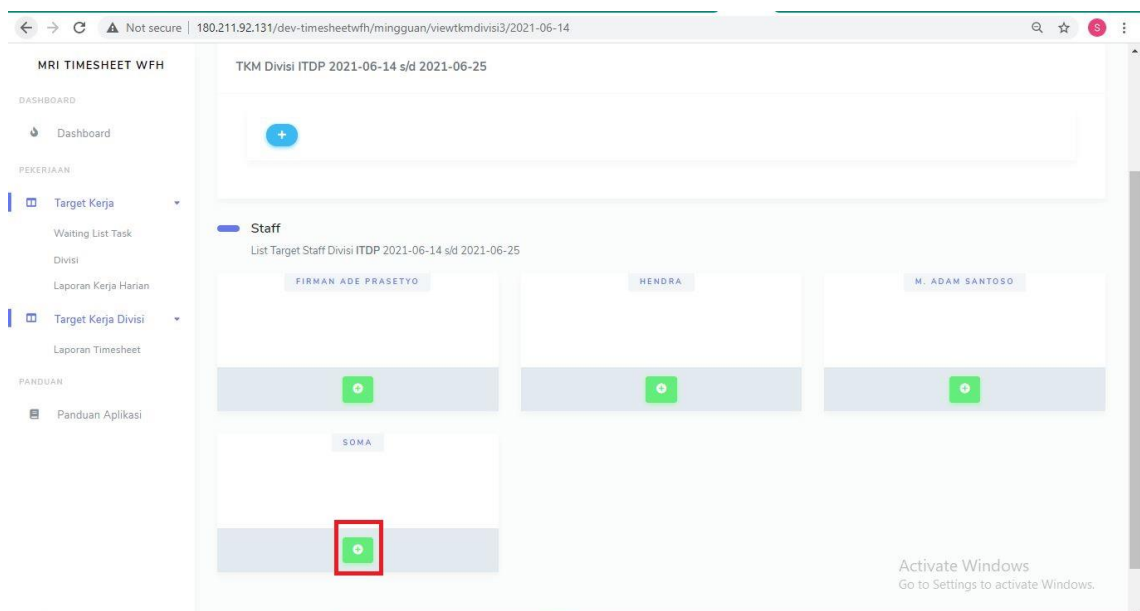 Not secure | 180.211.92.131/dev-timesheetwfh/mingguan/viewtkmdivisi3/2021-06-14
S
MRI TIMESHEET WFH
DASHBOARD
Dashboard
PEKERJAAN
Target Kerja
Waiting List Task
Divisi
Laporan Kerja Harian
Target Kerja Divisi
Laporan Timesheet
PANDUAN
Panduan Aplikasi
TKM Divisi ITDP 2021-06-14 s/d 2021-06-25
Staff
List Target Staff Divisi ITDP 2021-06-14 s/d 2021-06-25
FIRMAN ADE PRASETYO
HENDRA
M. ADAM SANTOSO
SOMA
Activate Windows
Go to Settings to activate Windows.